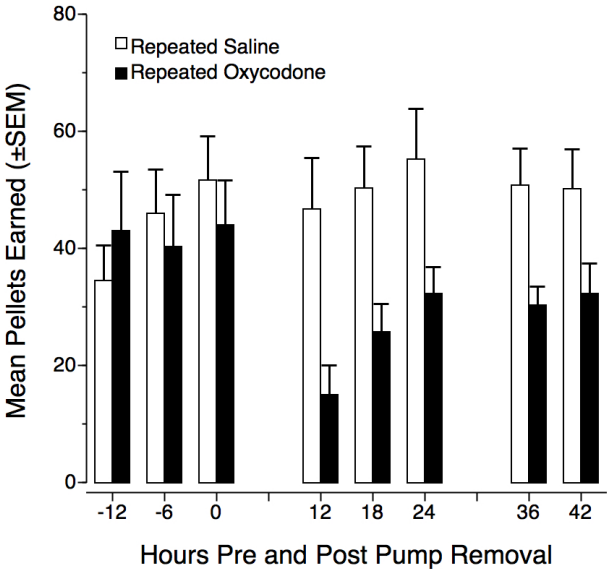 80
60
40
20
0
Mean Pellets Earned (±SEM)
Repeated Saline
Repeated Oxycodone
-12 -6 0 12 18 24 36 42
Hours Pre and Post Pump Removal